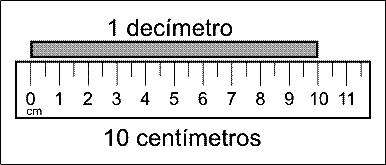 1 decímetro
0 1 2 3 4 5 6 7 8 9 10 11
cm
10 centímetros